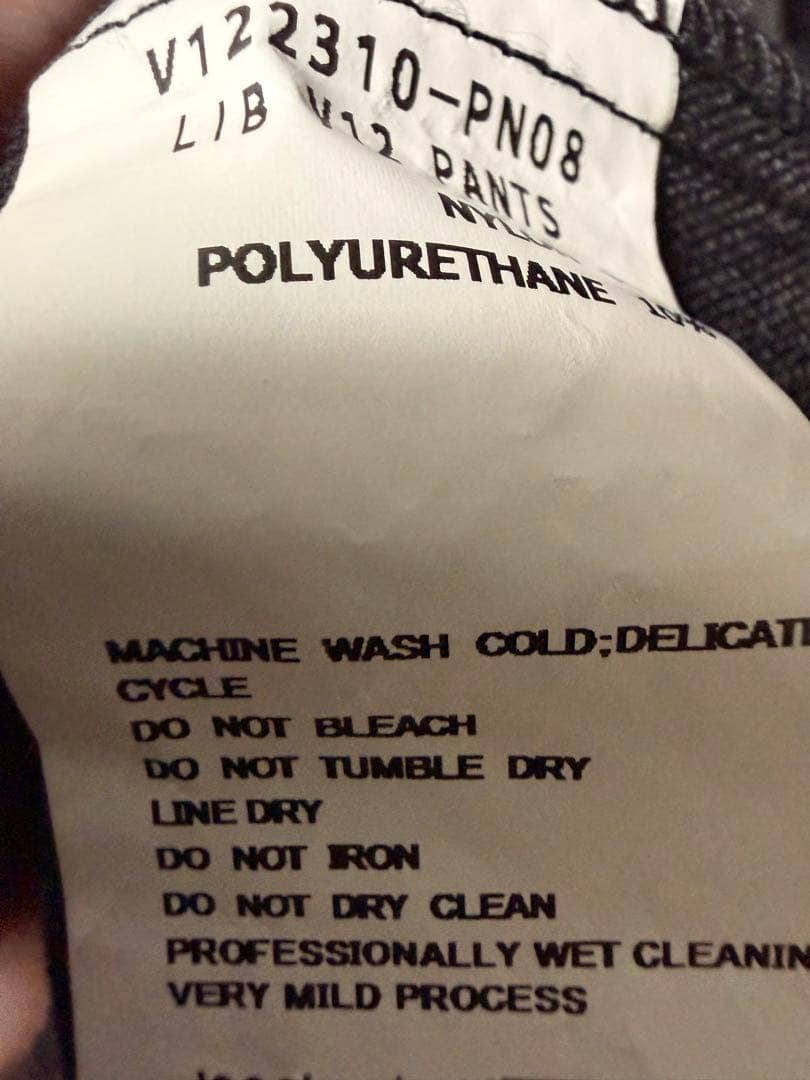 V122310-PN08
LIB V12 PANTS
POLYURETHANE
MACHINE WASH COLD;DELICATE
CYCLE
DO NOT BLEACH
DO NOT TUMBLE DRY
LINE DRY
DO NOT IRON
DO NOT DRY CLEAN
PROFESSIONALLY WET CLEANIN
VERY MILD PROCESS